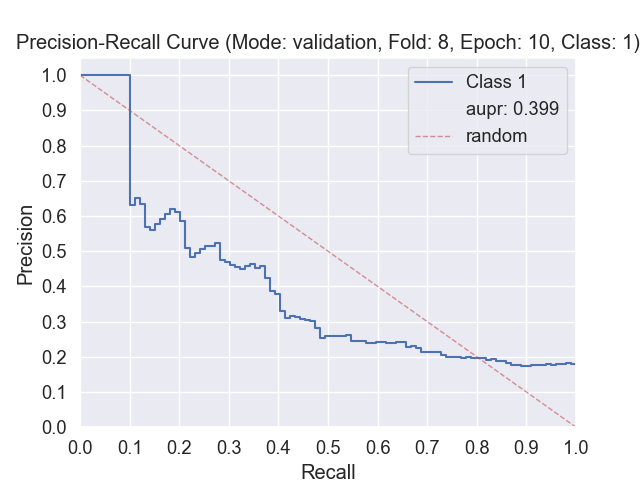 Precision-Recall Curve (Mode: validation, Fold: 8, Epoch: 10, Class: 1)
Class 1
aupr: 0.399
random
1.0
0.9
0.8
0.7
0.6
0.5
0.4
0.3
0.2
0.1
0.0
Precision
0.0 0.1 0.2 0.3 0.4 0.5 0.6 0.7 0.8 0.9 1.0
Recall